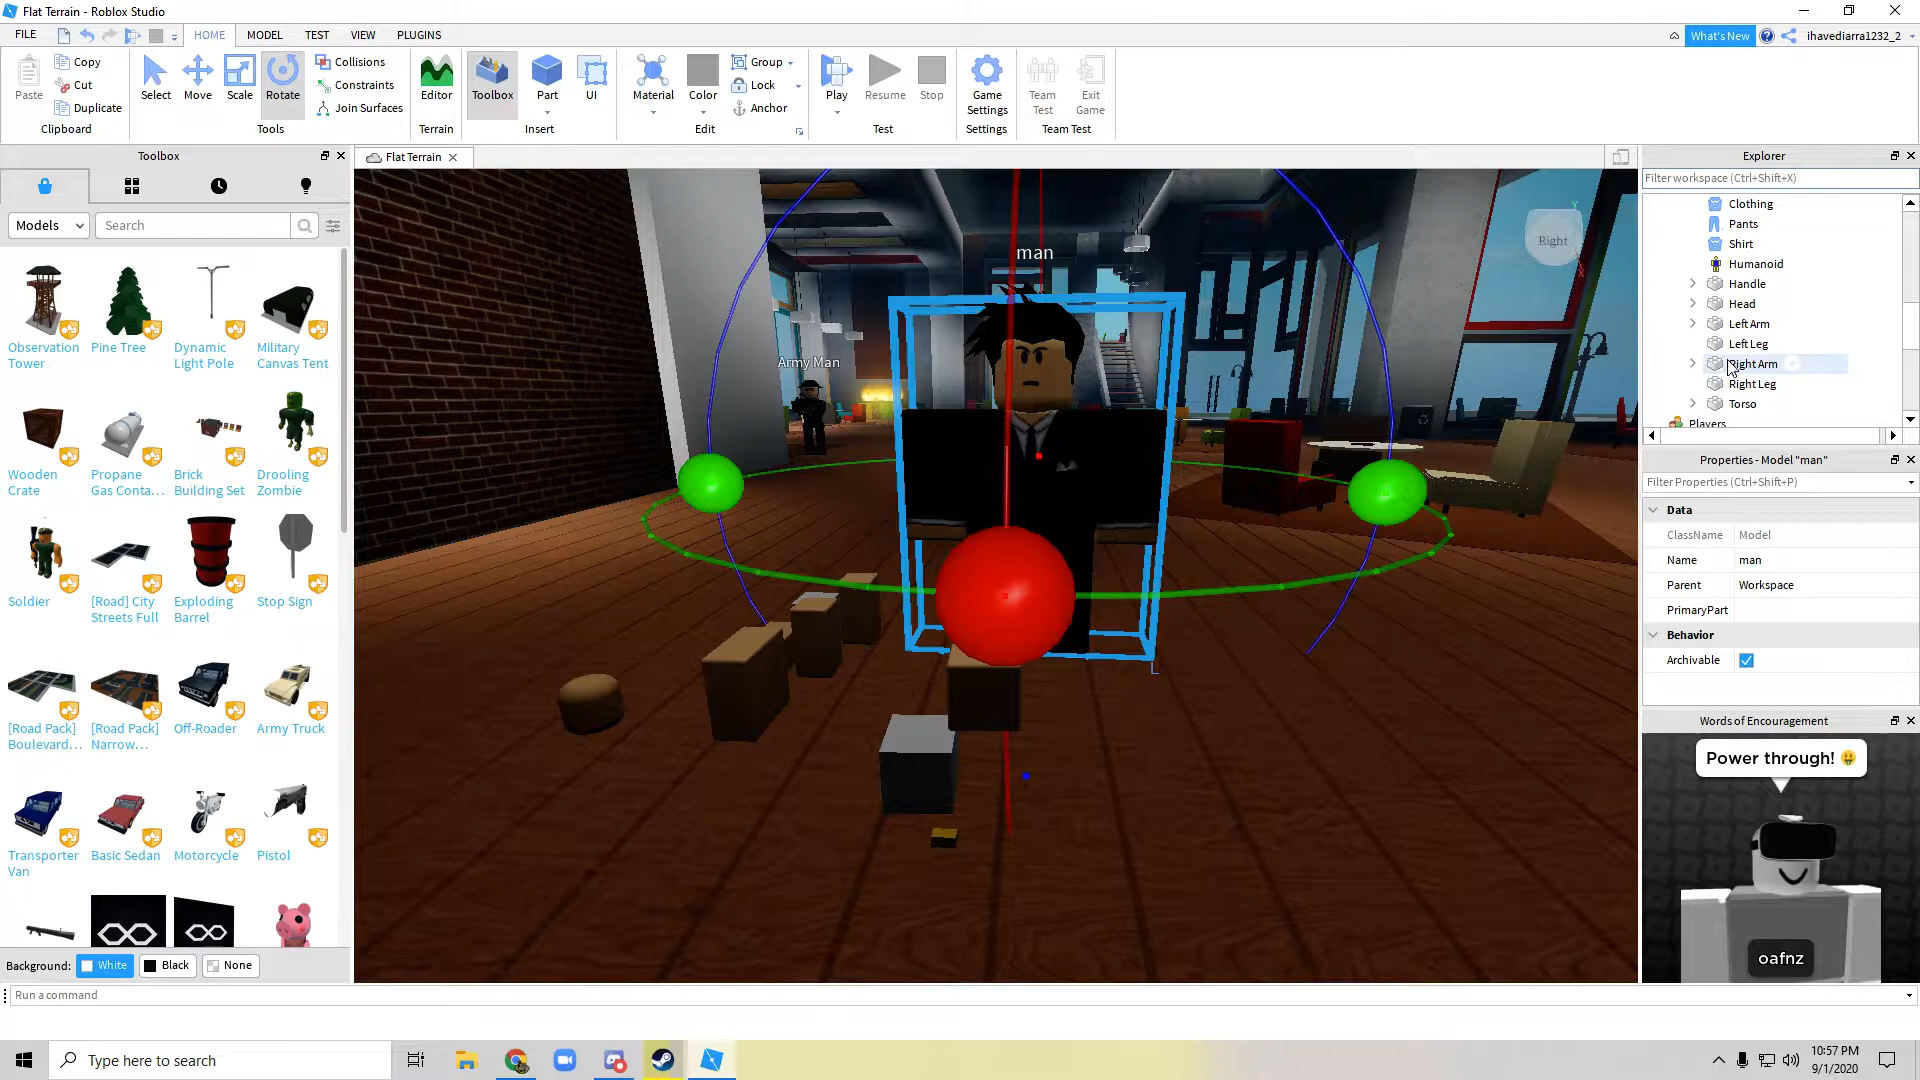 Flat Terrain - Roblox Studio
FILE
HOME
MODEL
TEST
VIEW
PLUGINS
What's New
ihavediarra1232_2
Paste
Copy
Cut
Duplicate
Clipboard
Select
Move
Scale
Rotate
Collisions
Constraints
Join Surfaces
Tools
Editor
Terrain
Toolbox
Part
UI
Insert
Material
Color
Group
Lock
Anchor
Edit
Play
Resume
Stop
Test
Game
Settings
Settings
Team
Test
Exit
Game
Team Test
Toolbox
Models
Search
Observation
Tower
Pine Tree
Dynamic
Light Pole
Military
Canvas Tent
Wooden
Crate
Propane
Gas Conta...
Brick
Building Set
Drooling
Zombie
Soldier
[Road] City
Streets Full
Exploding
Barrel
Stop Sign
[Road Pack]
Boulevard...
[Road Pack]
Narrow...
Off-Roader
Army Truck
Transporter
Van
Basic Sedan
Motorcycle
Pistol
Background:
White
Black
None
Flat Terrain
man
Army Man
Right
Y
Explorer
Filter workspace (Ctrl+Shift+X)
Clothing
Pants
Shirt
Humanoid
Handle
Head
Left Arm
Left Leg
Right Arm
Right Leg
Torso
Players
Properties - Model "man"
Filter Properties (Ctrl+Shift+P)
Data
ClassName Model
Name man
Parent Workspace
PrimaryPart
Behavior
Archivable
Words of Encouragement
Power through! 🤑
oafnz
Run a command
Type here to search
10:57 PM
9/1/2020